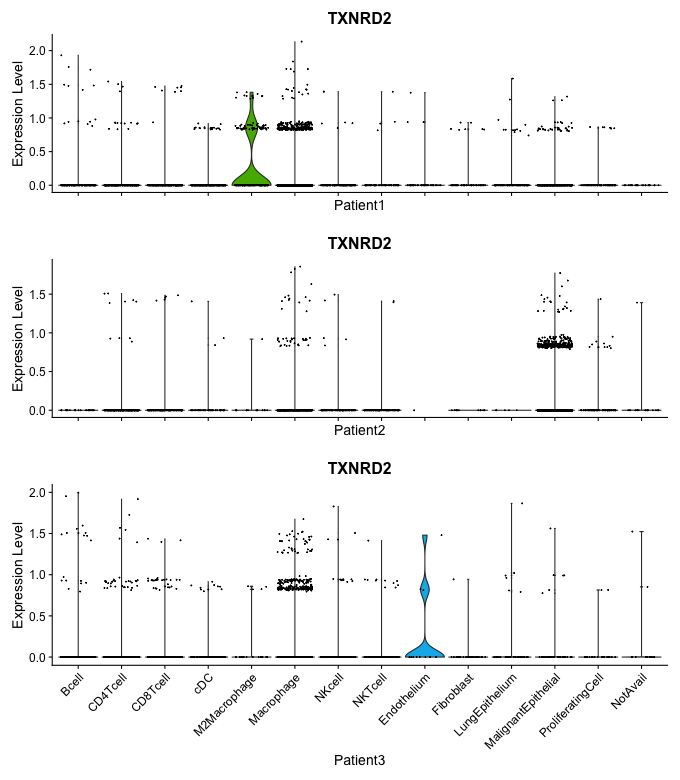 TXNRD2
Expression Level
2.0
1.5
1.0
0.5
0.0
Patient1
TXNRD2
Expression Level
1.5
1.0
0.5
0.0
Patient2
TXNRD2
Expression Level
2.0
1.5
1.0
0.5
0.0
Bcell
CD4Tcell
CD8Tcell
cDC
M2Macrophage
Macrophage
NKcell
NKTcell
Endothelium
Fibroblast
LungEpithelium
MalignantEpithelial
ProliferatingCell
NotAvail
Patient3